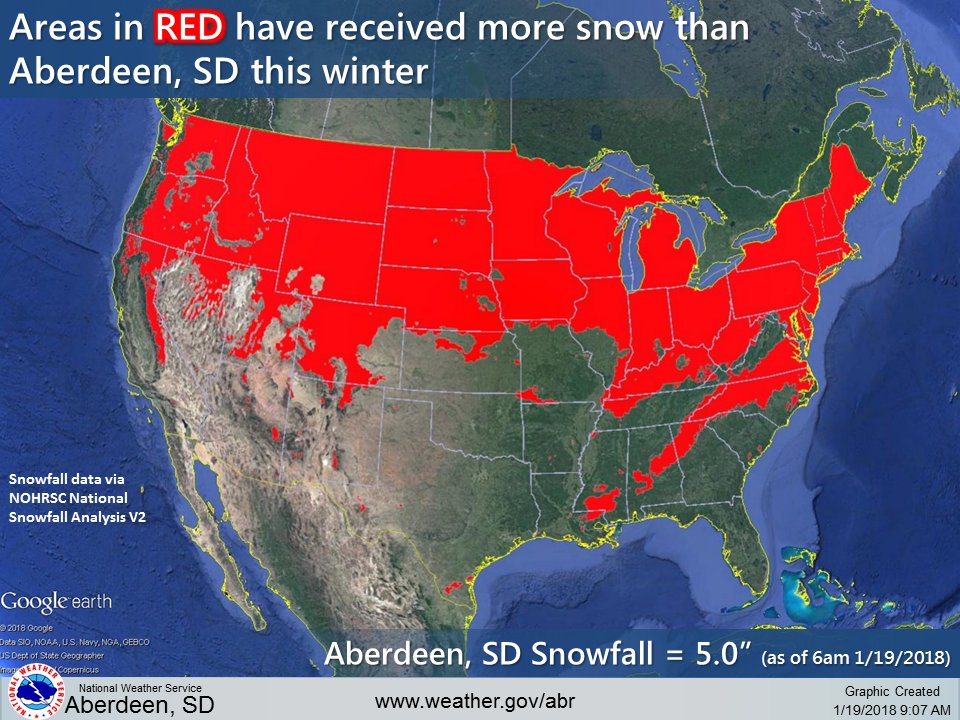 Areas in RED have received more snow than
Aberdeen, SD this winter
Snowfall data via
NOHRSC National
Snowfall Analysis V2
Google earth
© 2018 Google
Data SIO, NOAA, U.S. Navy, NGA, GEBCO
US Dept of State Geographer
Copernicus
Aberdeen, SD Snowfall = 5.0” (as of 6am 1/19/2018)
NATIONAL WEATHER SERVICE
National Weather Service
Aberdeen, SD
www.weather.gov/abr
Graphic Created
1/19/2018 9:07 AM